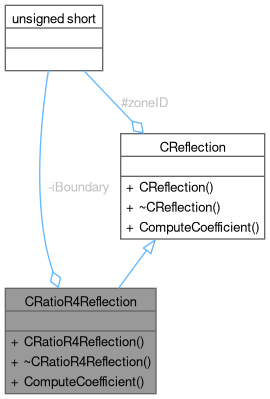 unsigned short
#zoneID
CReflection
+ CReflection()
+ ~CReflection()
+ ComputeCoefficient()
-iBoundary
CRatioR4Reflection
+ CRatioR4Reflection()
+ ~CRatioR4Reflection()
+ ComputeCoefficient()